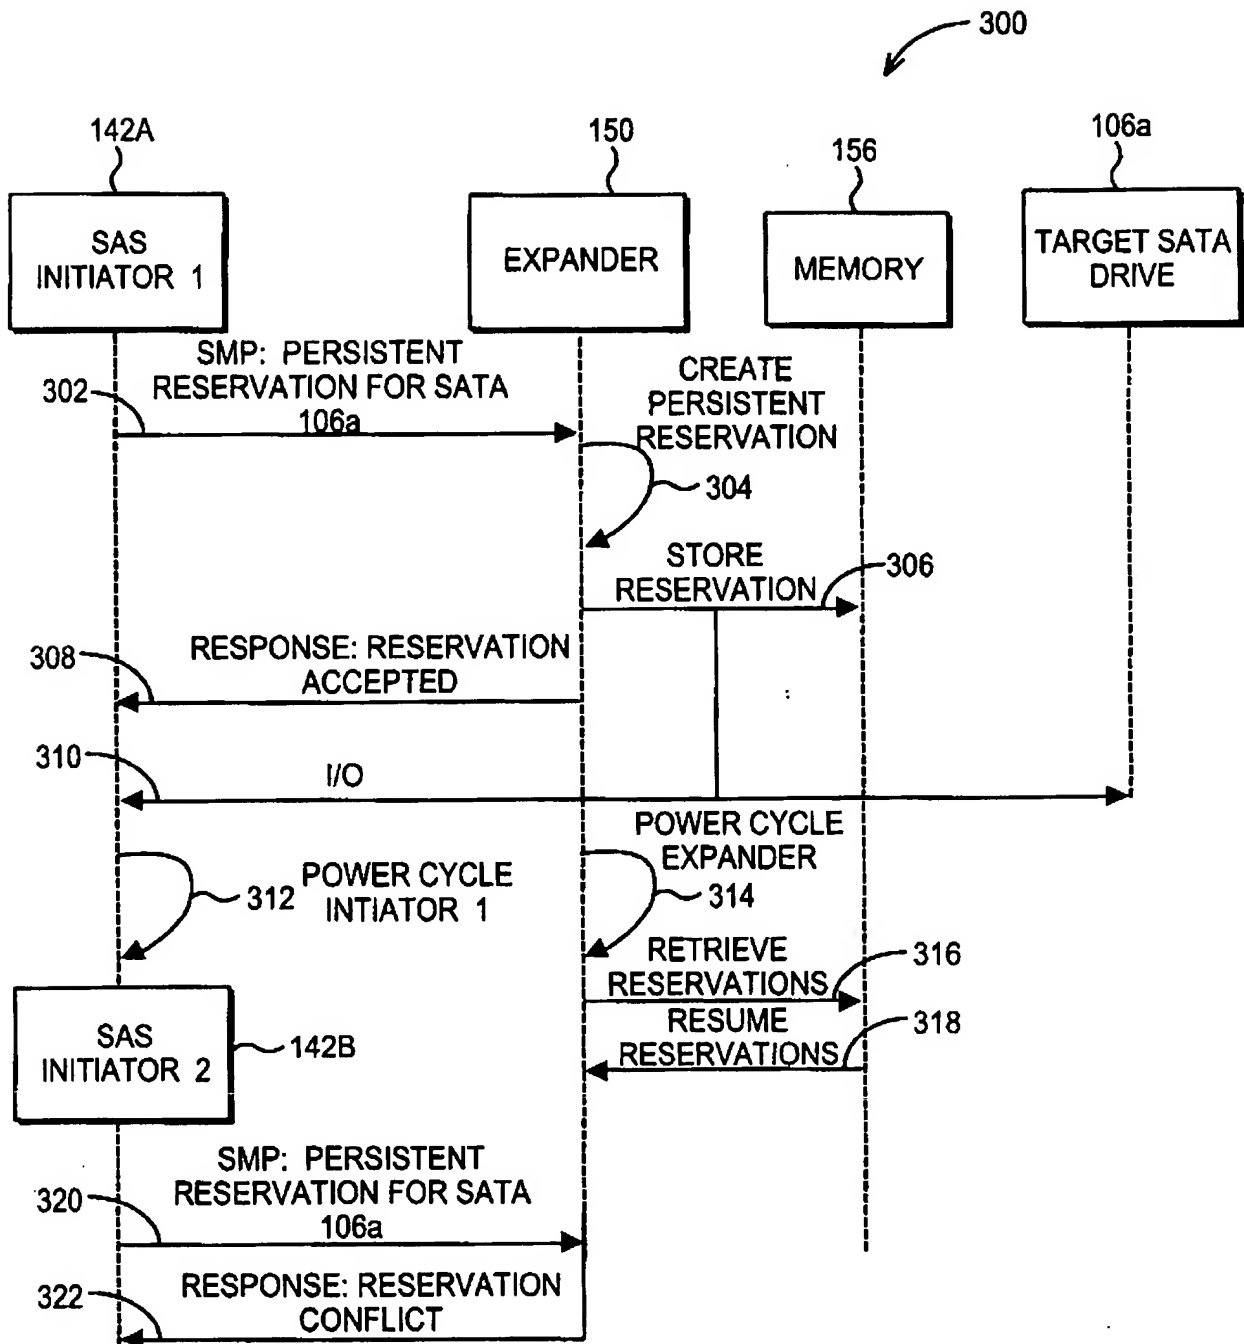 300
142A
150
156
106a
SAS
INITIATOR 1
EXPANDER
MEMORY
TARGET SATA
DRIVE
SMP: PERSISTENT
RESERVATION FOR SATA
106a
302
CREATE
PERSISTENT
RESERVATION
304
STORE
RESERVATION
306
RESPONSE: RESERVATION
ACCEPTED
308
310
I/O
POWER CYCLE
EXPANDER
312
POWER CYCLE
INTIATOR 1
314
RETRIEVE
RESERVATIONS
316
RESUME
RESERVATIONS
318
SAS
INITIATOR 2
142B
SMP: PERSISTENT
RESERVATION FOR SATA
106a
320
RESPONSE: RESERVATION
CONFLICT
322